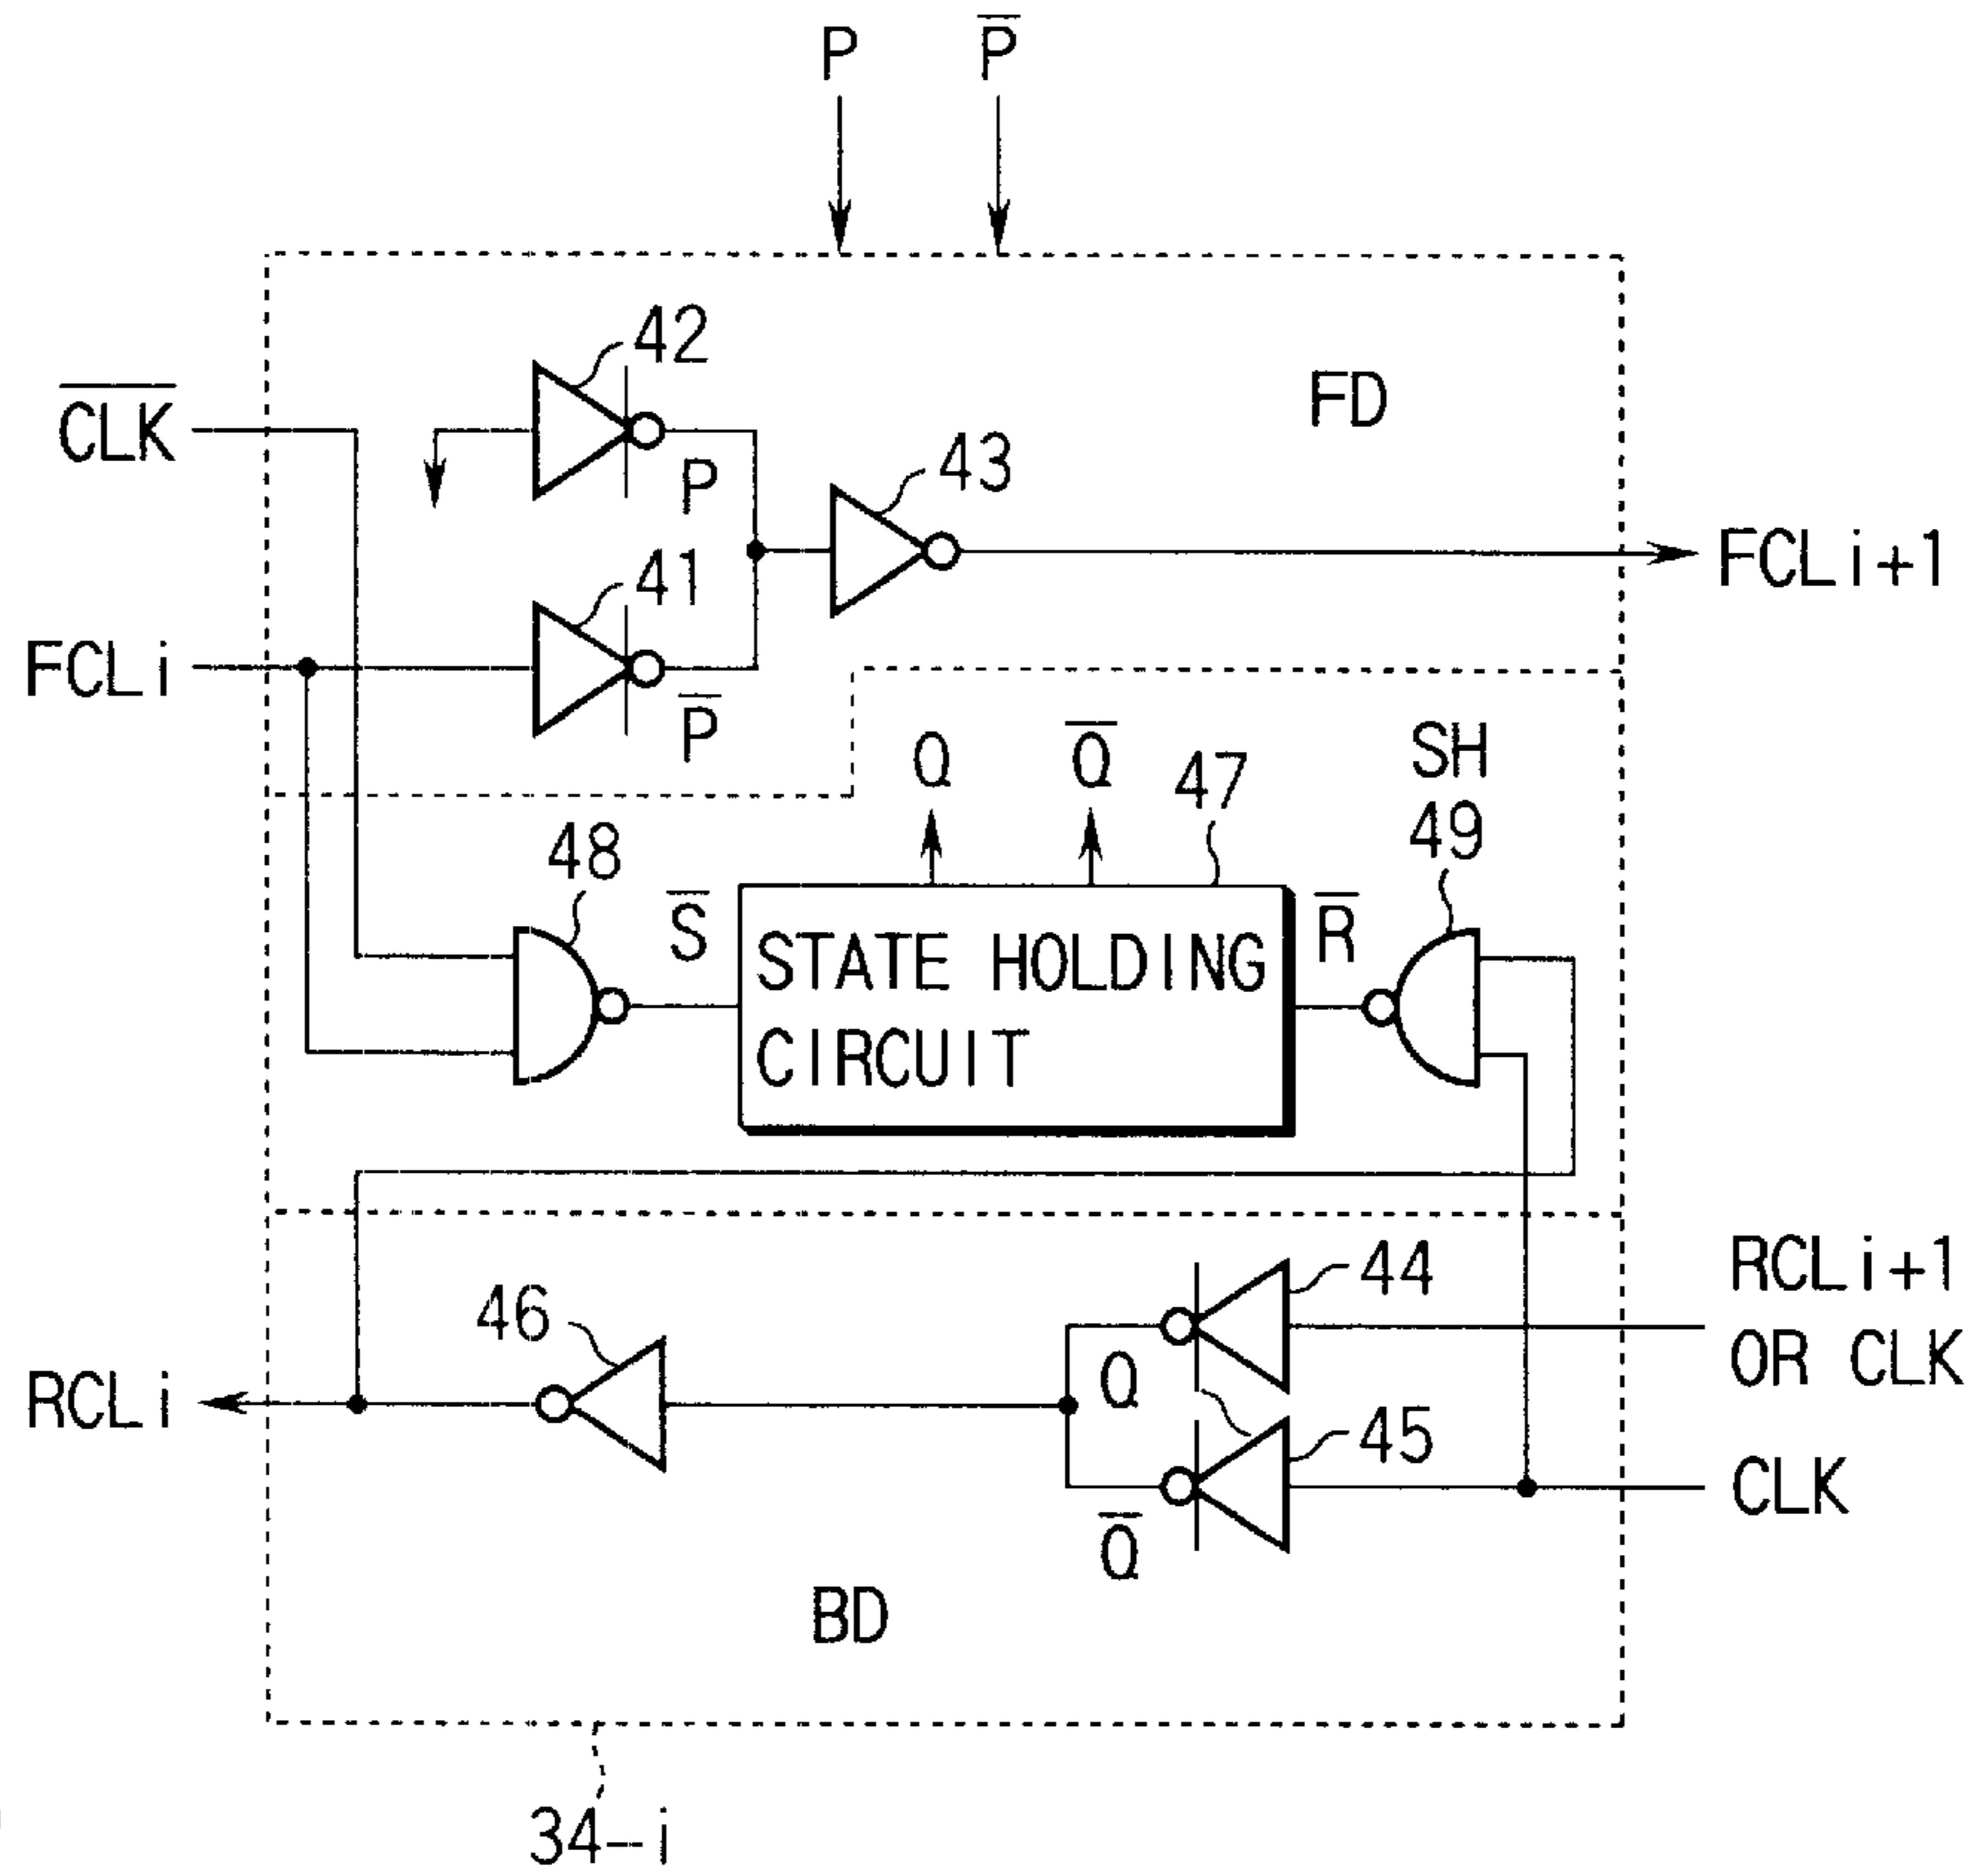 P P̅
42
FD
C̅L̅K̅
P
43
41
FCLi+1
FCLi
P̅
Q Q̅ 47
SH
49
48
S̅
R̅
STATE HOLDING
CIRCUIT
44
RCLi+1
OR CLK
46
Q
RCLi
45
CLK
Q̅
BD
34-i